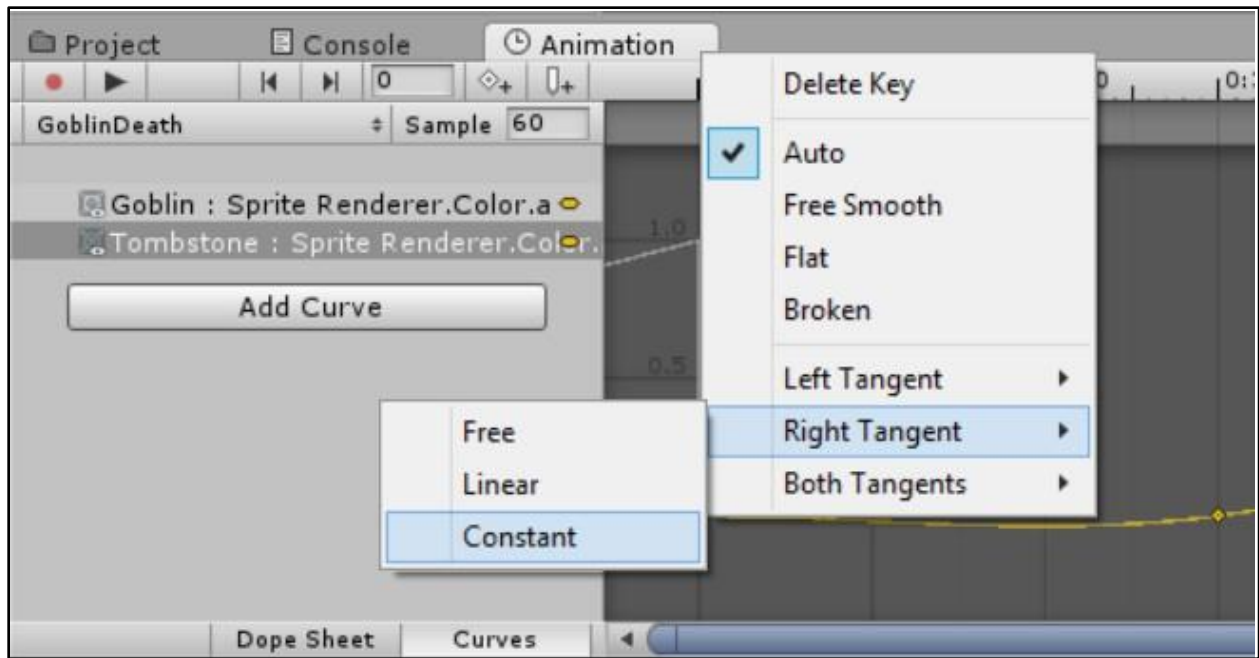 Project Console Animation
0 0 0:
GoblinDeath Sample 60
Goblin : Sprite Renderer.Color.a
Tombstone : Sprite Renderer.Color.
Add Curve
1.0
0.5
Delete Key
Auto
Free Smooth
Flat
Broken
Left Tangent
Right Tangent
Both Tangents
Free
Linear
Constant
Dope Sheet Curves